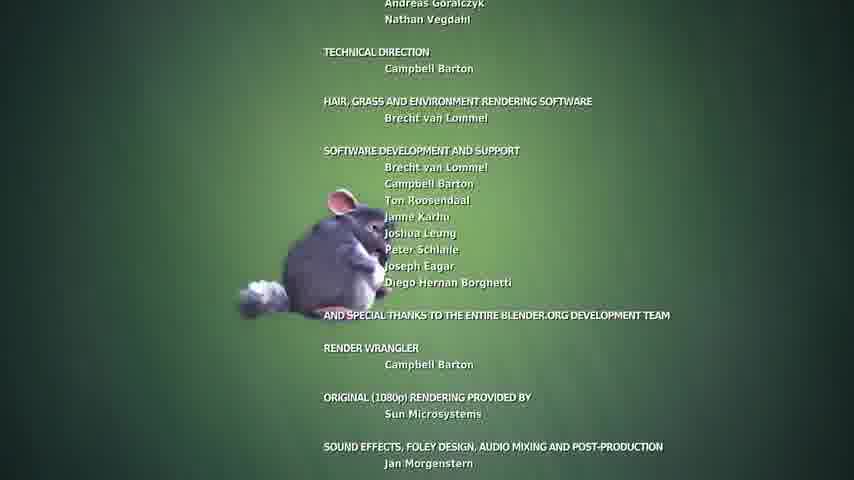 Andreas Goralczyk
Nathan Vegdahl
TECHNICAL DIRECTION
Campbell Barton
HAIR, GRASS AND ENVIRONMENT RENDERING SOFTWARE
Brecht van Lommel
SOFTWARE DEVELOPMENT AND SUPPORT
Brecht van Lommel
Campbell Barton
Ton Roosendaal
Janne Karhu
Joshua Leung
Peter Schlaile
Joseph Eagar
Diego Hernan Borghetti
AND SPECIAL THANKS TO THE ENTIRE BLENDER.ORG DEVELOPMENT TEAM
RENDER WRANGLER
Campbell Barton
ORIGINAL (1080p) RENDERING PROVIDED BY
Sun Microsystems
SOUND EFFECTS, FOLEY DESIGN, AUDIO MIXING AND POST-PRODUCTION
Jan Morgenstern